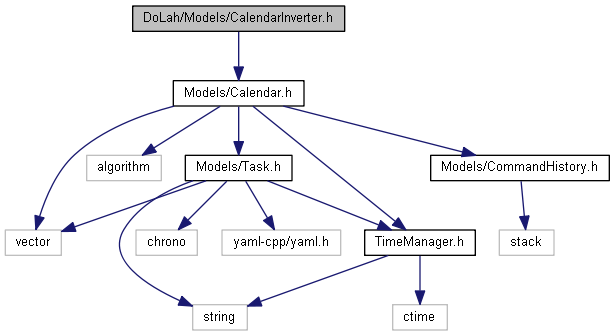 DoLah/Models/CalendarInverter.h
Models/Calendar.h
algorithm
Models/Task.h
Models/CommandHistory.h
vector
chrono
yaml-cpp/yaml.h
TimeManager.h
stack
string
ctime